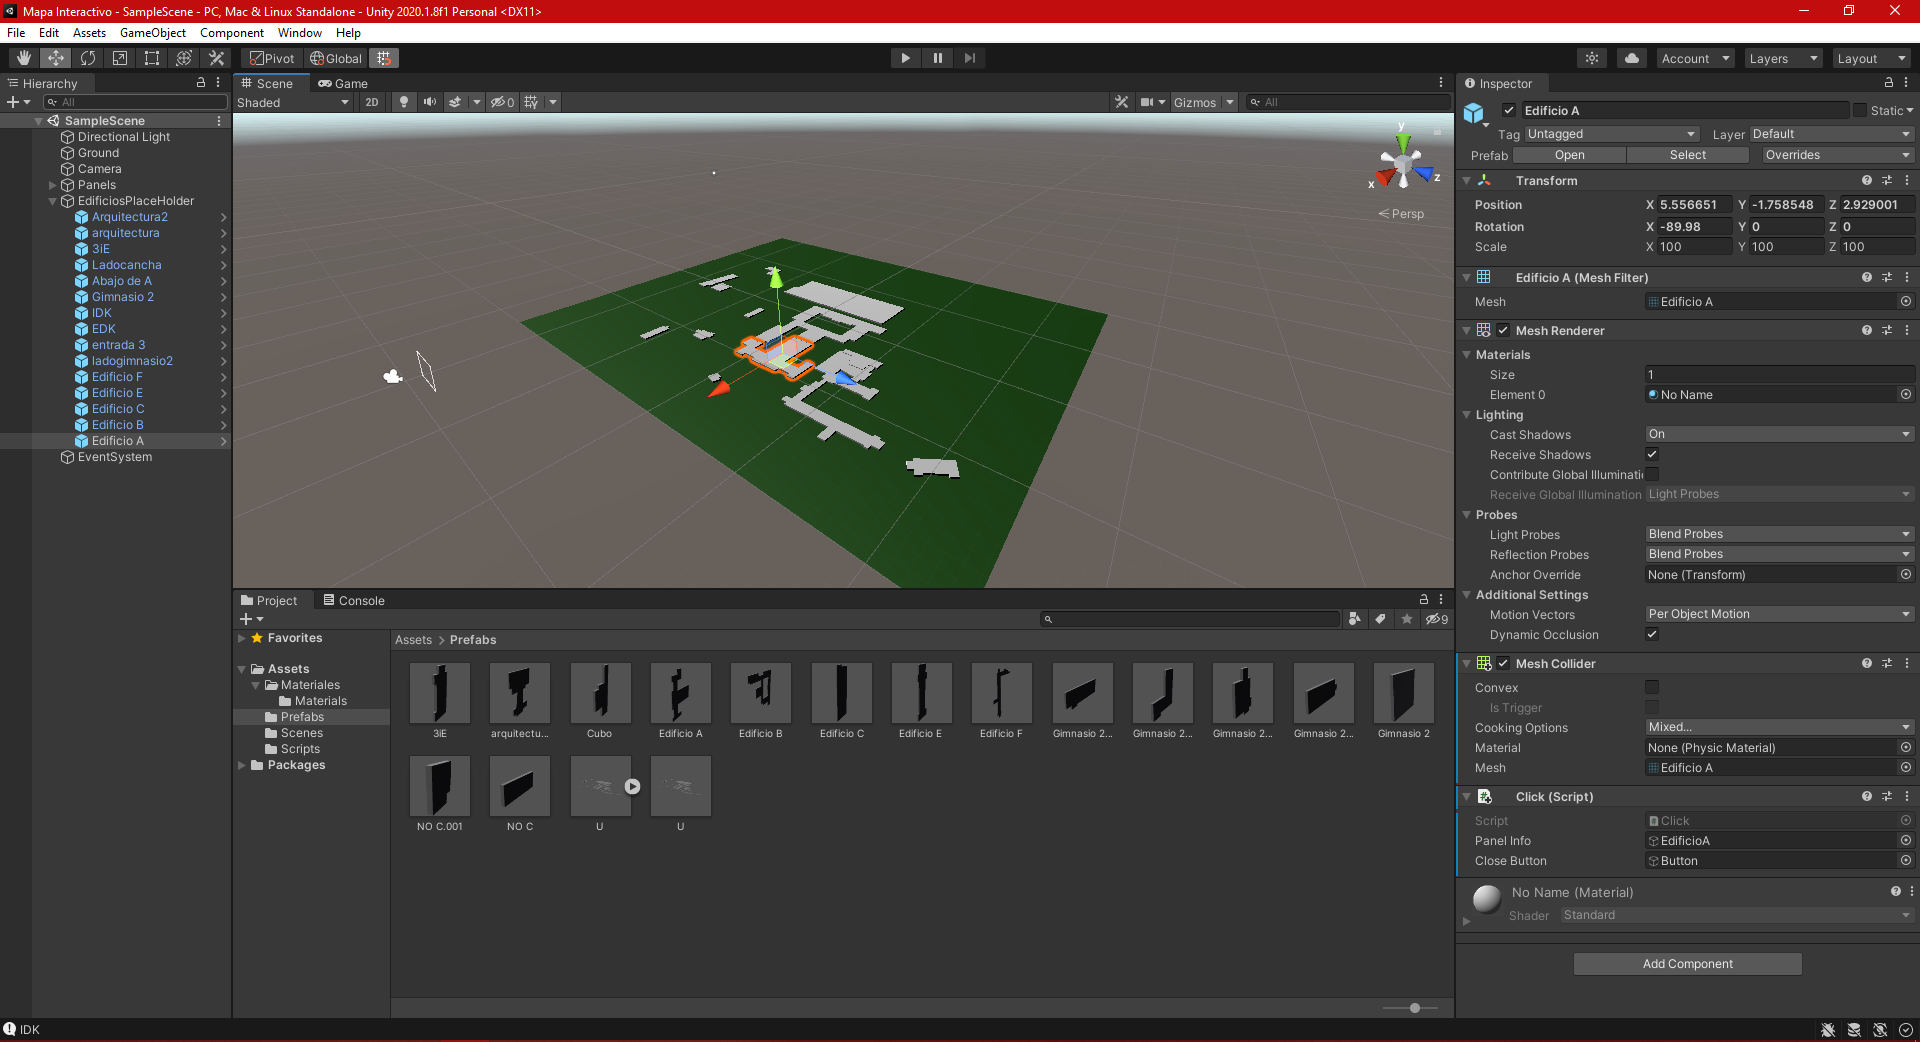 Mapa Interactivo - SampleScene - PC, Mac & Linux Standalone - Unity 2020.1.8f1 Personal <DX11>
File Edit Assets GameObject Component Window Help
Pivot Global Account Layers Layout
Hierarchy
All
SampleScene
Directional Light
Ground
Camera
Panels
EdificiosPlaceHolder
Arquitectura2
arquitectura
3iE
Ladocancha
Abajo de A
Gimnasio 2
IDK
EDK
entrada 3
ladogimnasio2
Edificio F
Edificio E
Edificio C
Edificio B
Edificio A
EventSystem
Scene Game
Shaded 2D 0 Gizmos All
y
x z
Persp
Project Console
9
Favorites
Assets
Materiales
Materials
Prefabs
Scenes
Scripts
Packages
Assets > Prefabs
3iE arquitectu... Cubo Edificio A Edificio B Edificio C Edificio E Edificio F Gimnasio 2... Gimnasio 2... Gimnasio 2... Gimnasio 2... Gimnasio 2
NO C.001 NO C U U
Inspector
Edificio A Static
Tag Untagged Layer Default
Prefab Open Select Overrides
Transform
Position X 5.556651 Y -1.758548 Z 2.929001
Rotation X -89.98 Y 0 Z 0
Scale X 100 Y 100 Z 100
Edificio A (Mesh Filter)
Mesh Edificio A
Mesh Renderer
Materials
Size 1
Element 0 No Name
Lighting
Cast Shadows On
Receive Shadows
Contribute Global Illuminati
Receive Global Illumination Light Probes
Probes
Light Probes Blend Probes
Reflection Probes Blend Probes
Anchor Override None (Transform)
Additional Settings
Motion Vectors Per Object Motion
Dynamic Occlusion
Mesh Collider
Convex
Is Trigger
Cooking Options Mixed...
Material None (Physic Material)
Mesh Edificio A
Click (Script)
Script Click
Panel Info EdificioA
Close Button Button
No Name (Material)
Shader Standard
Add Component
IDK